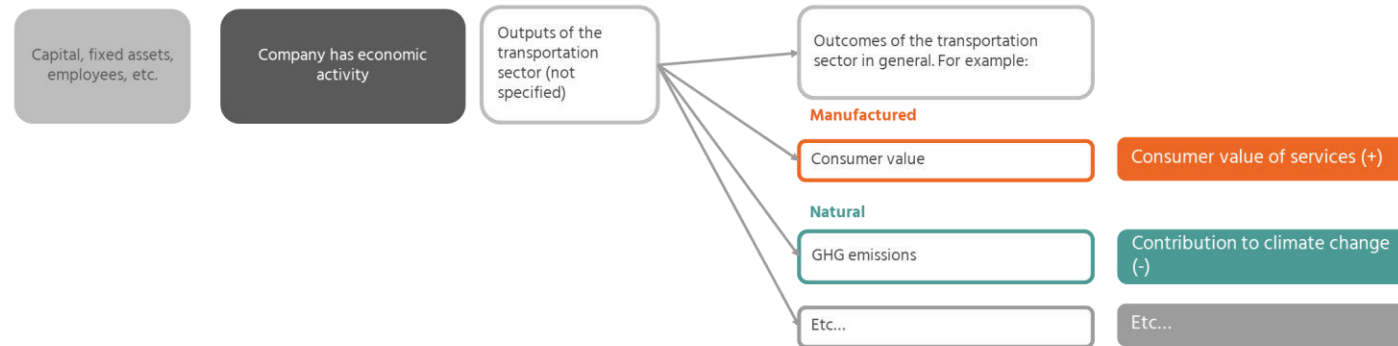 Capital, fixed assets,
employees, etc.
Company has economic
activity
Outputs of the
transportation
sector (not
specified)
Outcomes of the transportation
sector in general. For example:
Manufactured
Consumer value
Consumer value of services (+)
Natural
GHG emissions
Contribution to climate change
(-)
Etc...
Etc...